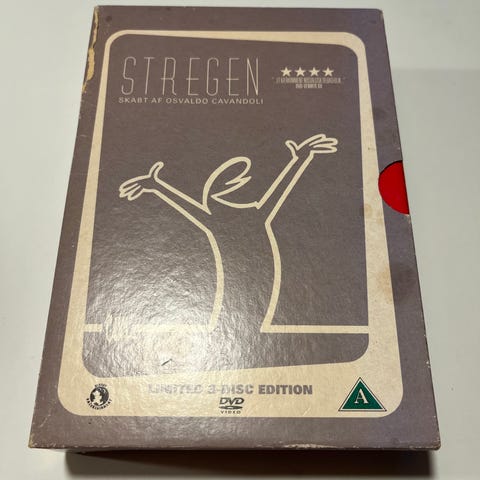 STREGEN
SKABT AF OSVALDO CAVANDOLI
LIMITED 3-DISC EDITION
DVD
VIDEO
A